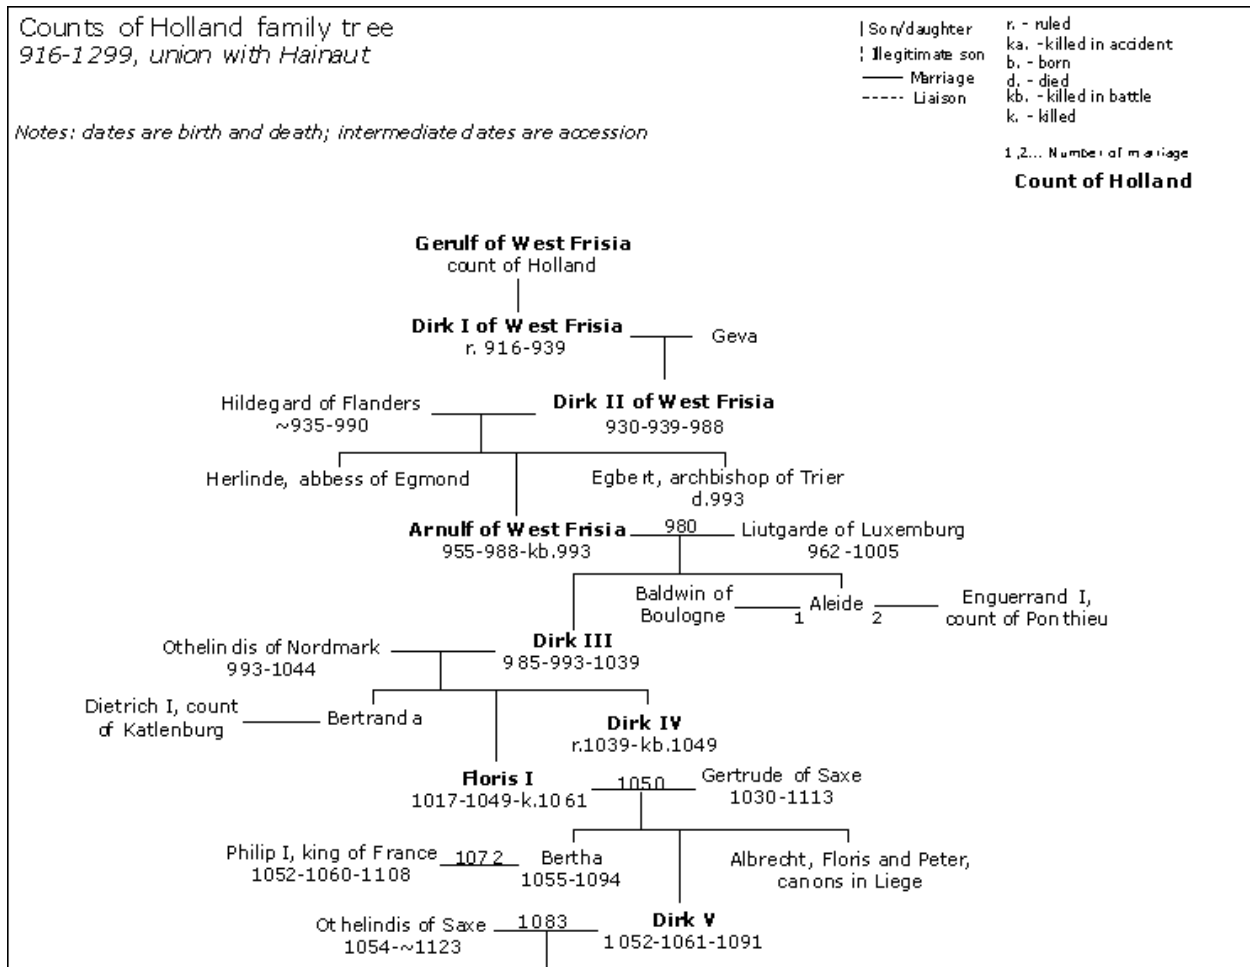 Counts of Holland family tree
916-1299, union with Hainaut
Notes: dates are birth and death; intermediate dates are accession
Son/daughter
Illegitimate son
Marriage
Liaison
r. - ruled
ka. -killed in accident
b. - born
d. - died
kb. - killed in battle
k. - killed
1,2... Number of marriage
Count of Holland
Gerulf of West Frisia
count of Holland
Dirk I of West Frisia
r. 916-939
Geva
Hildegard of Flanders
~935-990
Dirk II of West Frisia
930-939-988
Herlinde, abbess of Egmond
Egbert, archbishop of Trier
d.993
Arnulf of West Frisia
955-988-kb.993
980
Liutgarde of Luxemburg
962-1005
Baldwin of
Boulogne
1
Aleide
2
Enguerrand I,
count of Ponthieu
Othelindis of Nordmark
993-1044
Dirk III
985-993-1039
Dietrich I, count
of Katlenburg
Bertranda
Dirk IV
r.1039-kb.1049
Floris I
1017-1049-k.1061
1050
Gertrude of Saxe
1030-1113
Philip I, king of France
1052-1060-1108
1072
Bertha
1055-1094
Albrecht, Floris and Peter,
canons in Liege
Othelindis of Saxe
1054-~1123
1083
Dirk V
1052-1061-1091